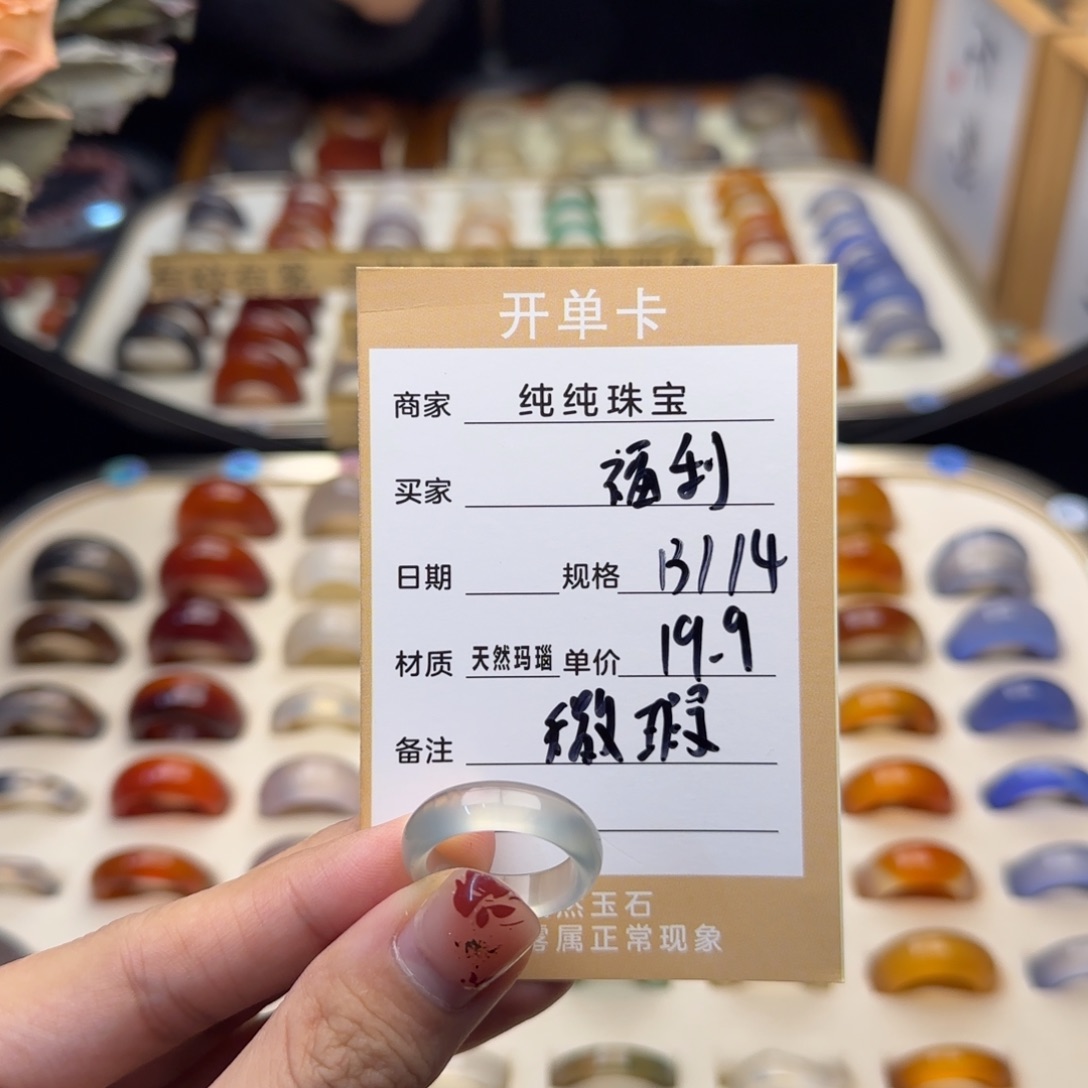 开单卡
商家 纯纯珠宝
买家 福利
日期 规格 13/14
材质 天然玛瑙 单价 19.9
备注 微瑕
然玉石
雾属正常现象